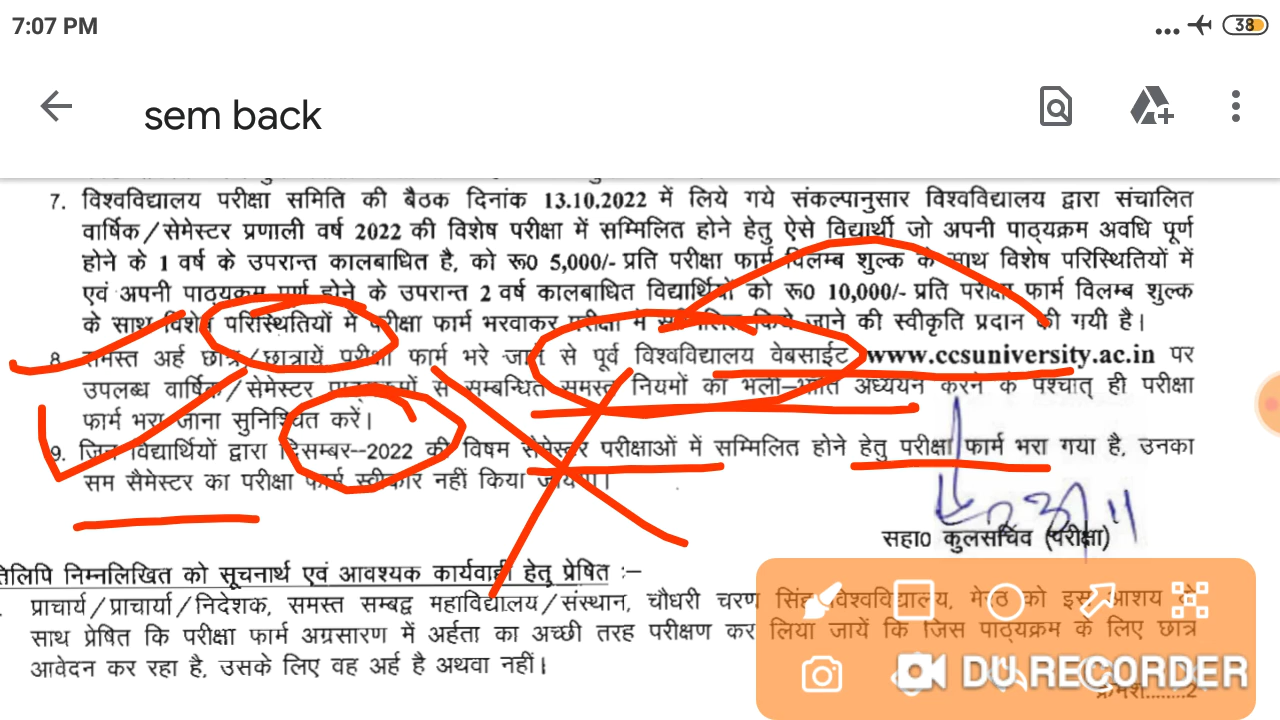 7:07 PM
38
sem back
7. विश्वविद्यालय परीक्षा समिति की बैठक दिनांक 13.10.2022 में लिये गये संकल्पानुसार विश्वविद्यालय द्वारा संचालित
वार्षिक/सेमेस्टर प्रणाली वर्ष 2022 की विशेष परीक्षा में सम्मिलित होने हेतु ऐसे विद्यार्थी जो अपनी पाठ्यक्रम अवधि पूर्ण
होने के 1 वर्ष के उपरान्त कालबाधित है, को रू0 5,000/- प्रति परीक्षा फार्म विलम्ब शुल्क के साथ विशेष परिस्थितियों में
एवं अपनी पाठ्यक्रम पूर्ण होने के उपरान्त 2 वर्ष कालबाधित विद्यार्थियों को रू0 10,000/- प्रति परीक्षा फार्म विलम्ब शुल्क
के साथ विशेष परिस्थितियों में परीक्षा फार्म भरवाकर परीक्षा में सम्मिलित किये जाने की स्वीकृति प्रदान की गयी है।
8. समस्त अर्ह छात्र/छात्रायें परीक्षा फार्म भरे जाने से पूर्व विश्वविद्यालय वेबसाईट www.ccsuniversity.ac.in पर
उपलब्ध वार्षिक/सेमेस्टर पाठ्यक्रमों से सम्बन्धित समस्त नियमों का भली-भांति अध्ययन करने के पश्चात् ही परीक्षा
फार्म भरा जाना सुनिश्चित करें।
9. जिन विद्यार्थियों द्वारा दिसम्बर--2022 की विषम सेमेस्टर परीक्षाओं में सम्मिलित होने हेतु परीक्षा फार्म भरा गया है, उनका
सम सैमेस्टर का परीक्षा फार्म स्वीकार नहीं किया जायेगा।
सहा0 कुलसचिव (परीक्षा)
तिलिपि निम्नलिखित को सूचनार्थ एवं आवश्यक कार्यवाही हेतु प्रेषित :–
प्राचार्य/प्राचार्या/निदेशक, समस्त सम्बद्व महाविद्यालय/संस्थान, चौधरी चरण सिंह विश्वविद्यालय, मेरठ को इस आशय के
साथ प्रेषित कि परीक्षा फार्म अग्रसारण में अर्हता का अच्छी तरह परीक्षण कर लिया जायें कि जिस पाठ्यक्रम के लिए छात्र
आवेदन कर रहा है, उसके लिए वह अर्ह है अथवा नहीं।
DU RECORDER
क्रमश........2